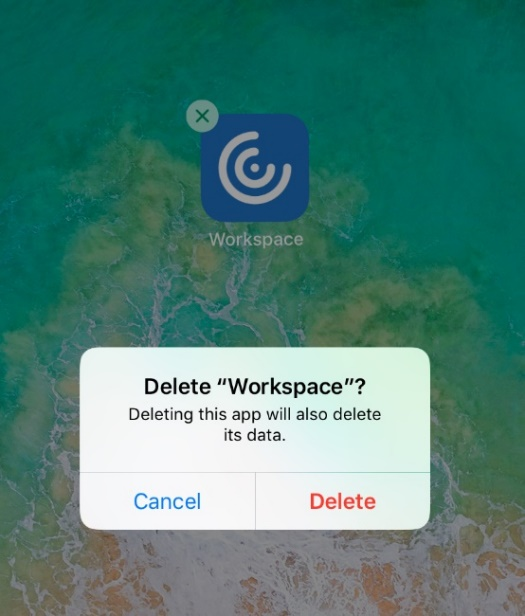 Workspace
Delete “Workspace”?
Deleting this app will also delete
its data.
Cancel
Delete